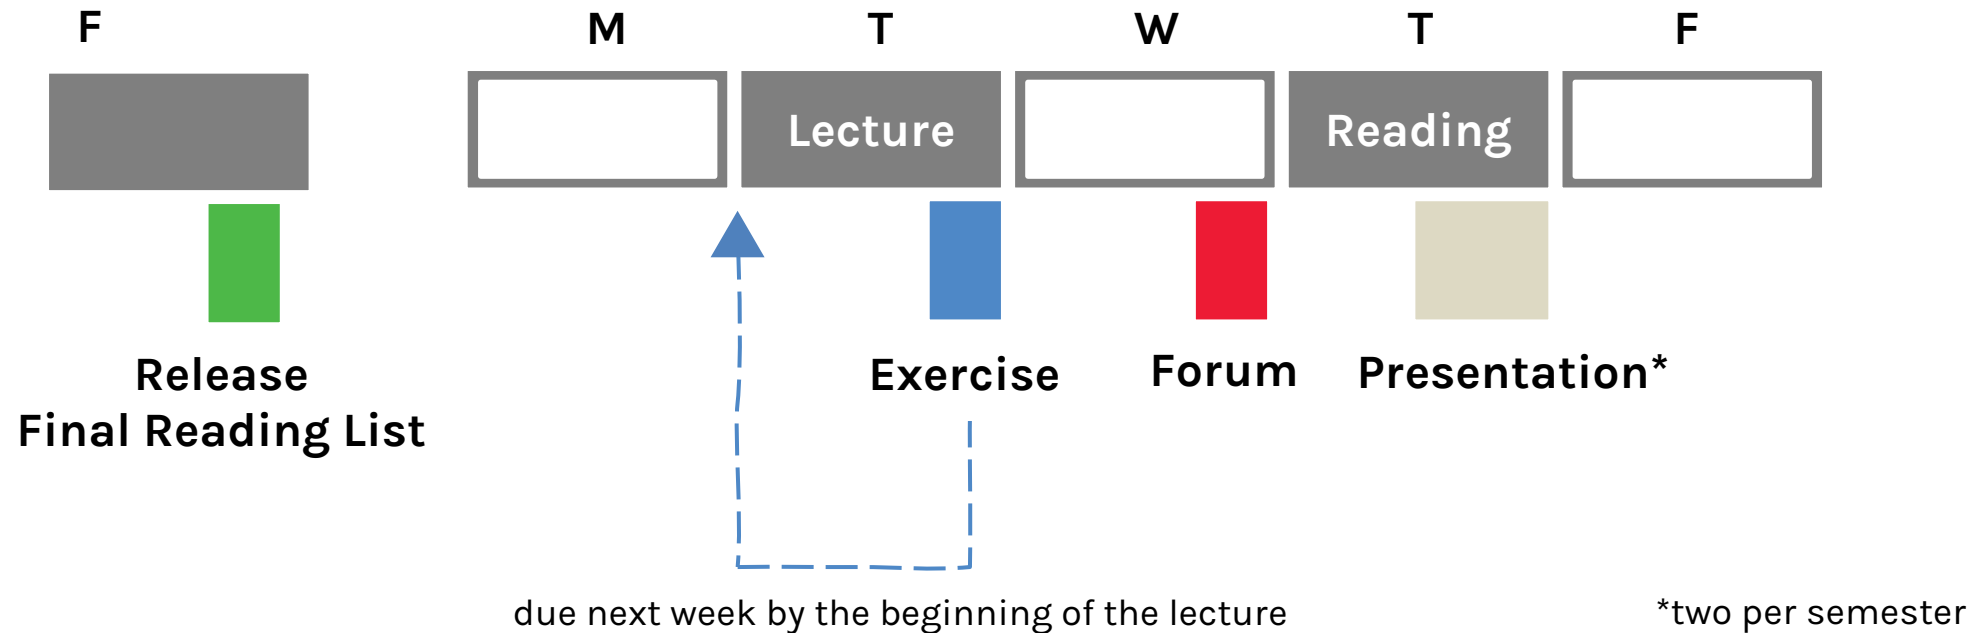 F M T W T F
Lecture Reading
Release
Final Reading List
Exercise Forum Presentation*
due next week by the beginning of the lecture
*two per semester